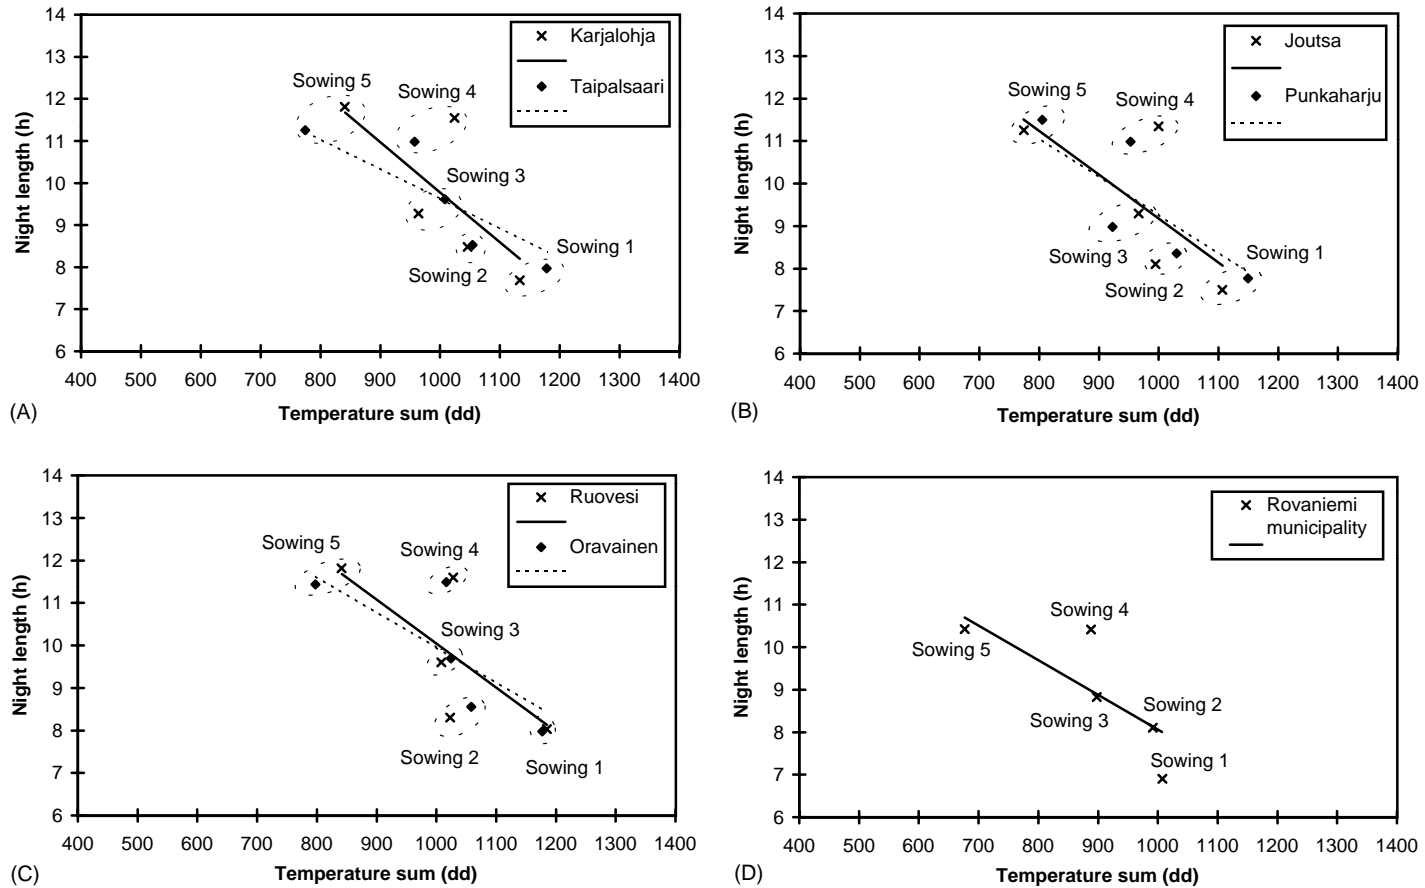 14
13
12
11
10
9
8
7
6
Night length (h)
Karjalohja
Taipalsaari
Sowing 5
Sowing 4
Sowing 3
Sowing 1
Sowing 2
400 500 600 700 800 900 1000 1100 1200 1300 1400
Temperature sum (dd)
(A)
14
13
12
11
10
9
8
7
6
Night length (h)
Joutsa
Punkaharju
Sowing 5
Sowing 4
Sowing 3
Sowing 1
Sowing 2
400 500 600 700 800 900 1000 1100 1200 1300 1400
Temperature sum (dd)
(B)
14
13
12
11
10
9
8
7
6
Night length (h)
Ruovesi
Oravainen
Sowing 5
Sowing 4
Sowing 3
Sowing 2
Sowing 1
400 500 600 700 800 900 1000 1100 1200 1300 1400
Temperature sum (dd)
(C)
14
13
12
11
10
9
8
7
6
Night length (h)
Rovaniemi
municipality
Sowing 4
Sowing 5
Sowing 2
Sowing 3
Sowing 1
400 500 600 700 800 900 1000 1100 1200 1300 1400
Temperature sum (dd)
(D)